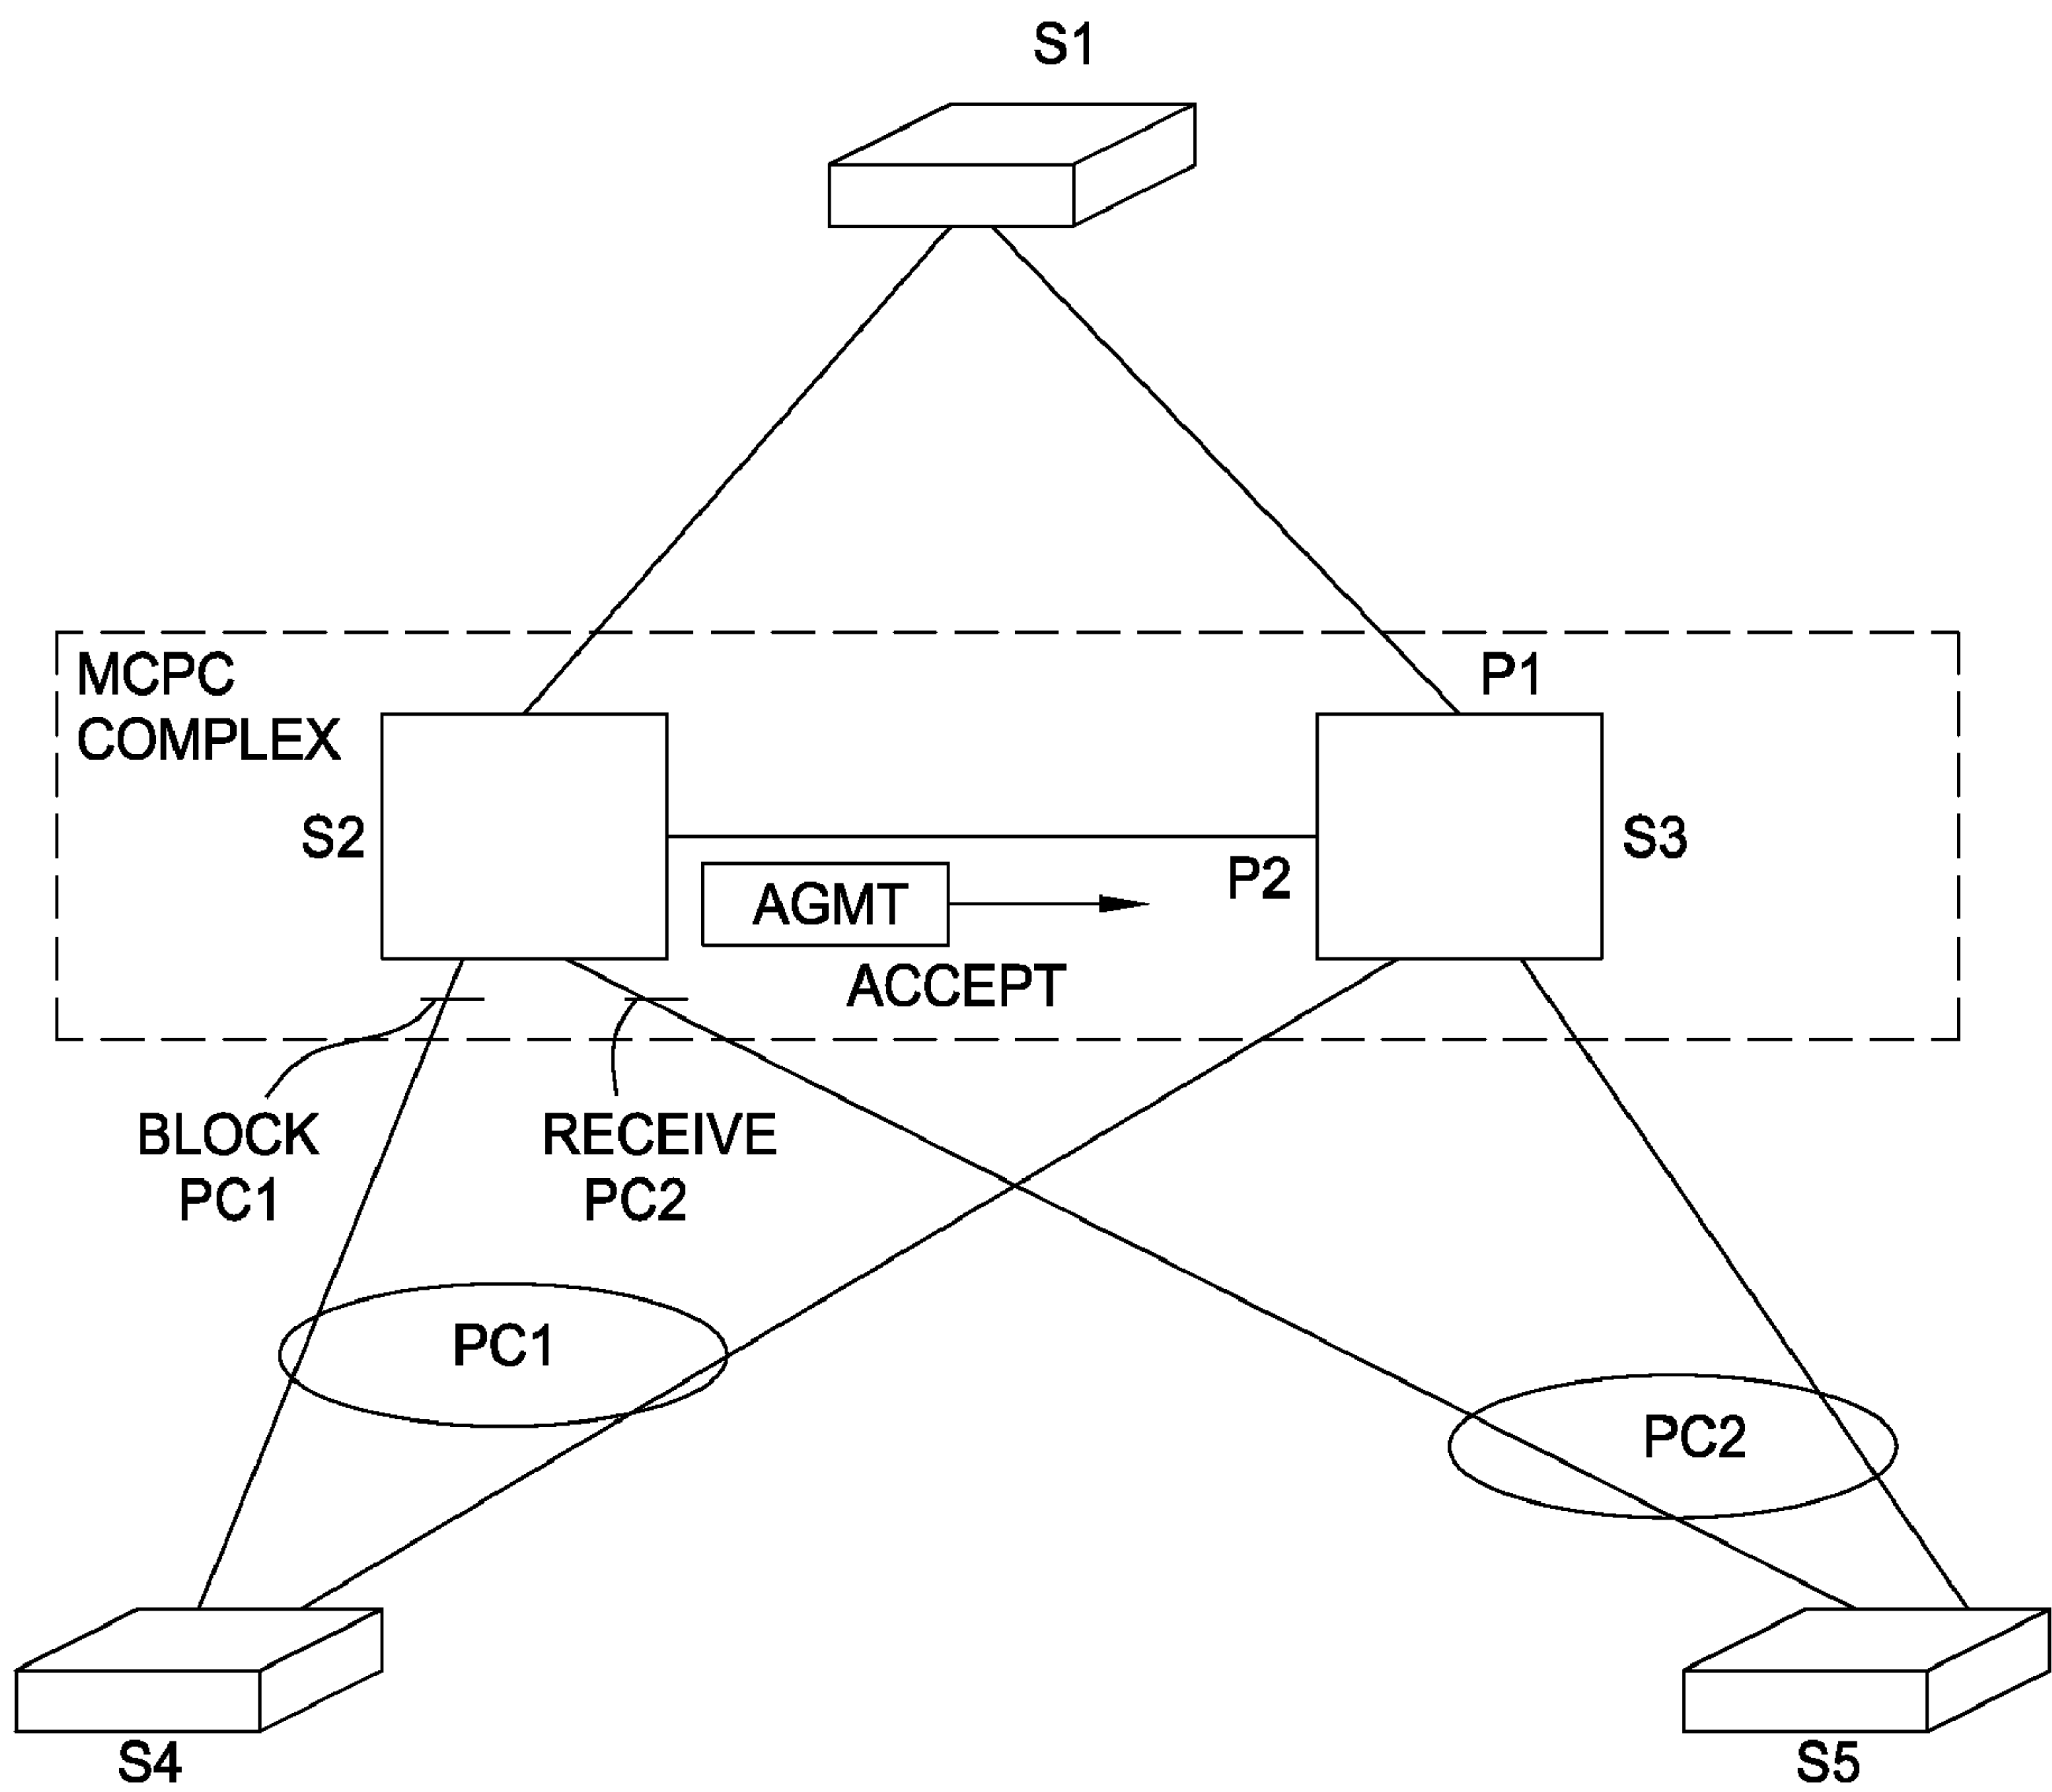 S1
MCPC
COMPLEX
P1
S2
S3
P2
AGMT
ACCEPT
BLOCK
PC1
RECEIVE
PC2
PC1
PC2
S4
S5